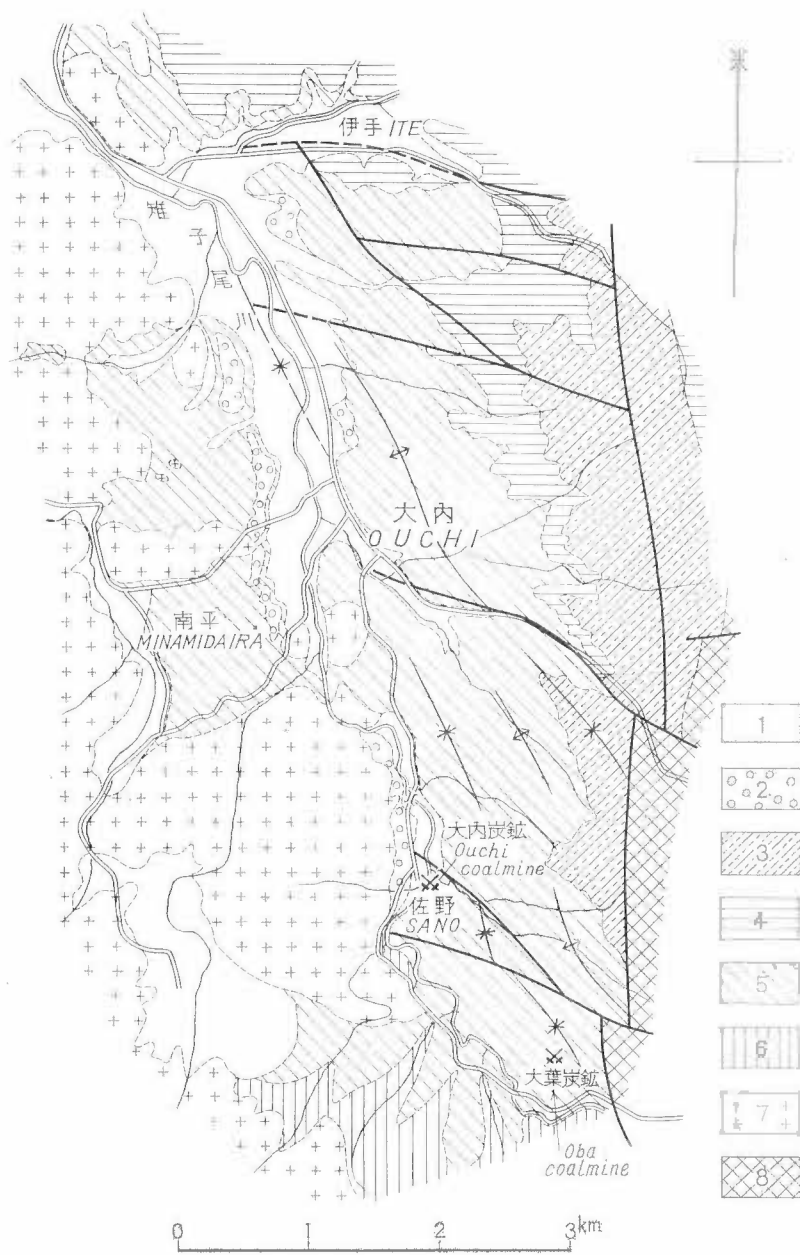 伊手 ITE
雉
子
尾
川
大内
OUCHI
南平
MINAMIDAIRA
大内炭鉱
Ouchi
coalmine
佐野
SANO
大葉炭鉱
Oba
coalmine
1
2
3
4
5
6
7
8
0 1 2 3 km